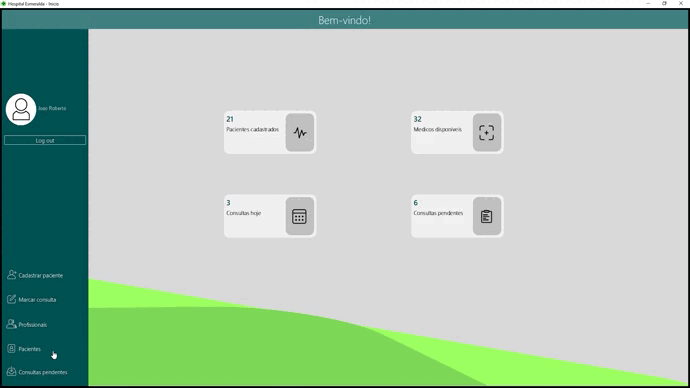 Hospital Esmeralda - Inicio
Bem-vindo!
Joao Roberto
Log out
21
Pacientes cadastrados
32
Medicos disponiveis
3
Consultas hoje
6
Consultas pendentes
Cadastrar paciente
Marcar consulta
Profissionais
Pacientes
Consultas pendentes